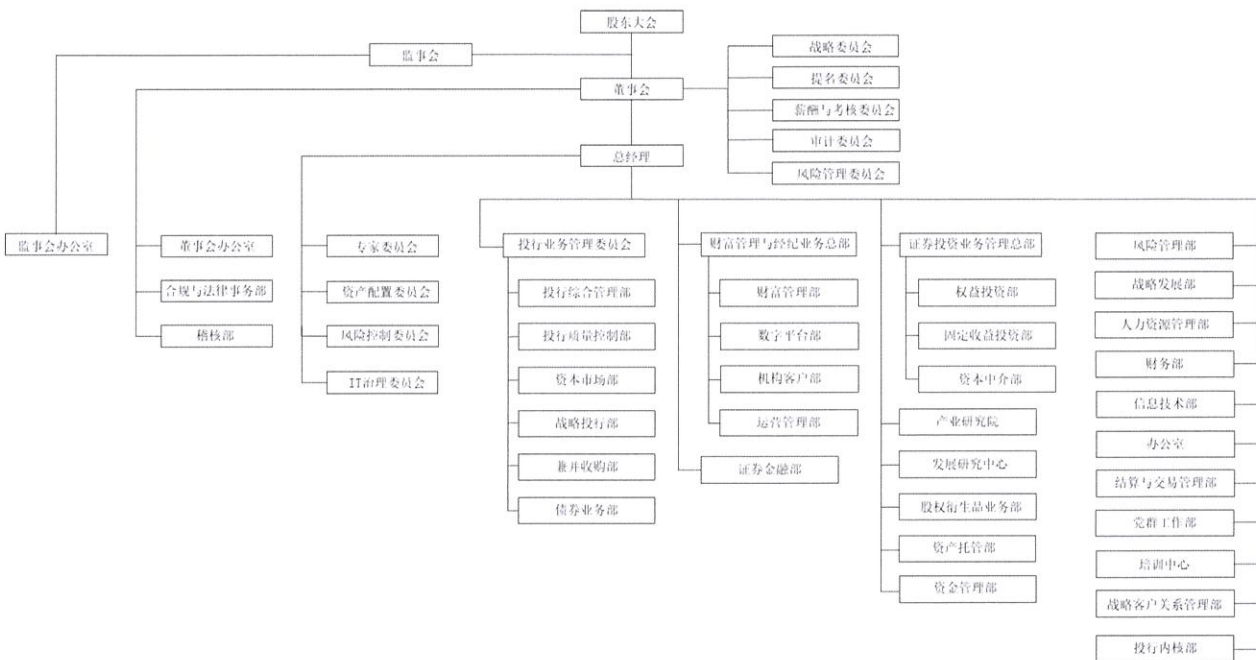 股东大会
监事会
战略委员会
提名委员会
董事会
薪酬与考核委员会
审计委员会
总经理
风险管理委员会
监事会办公室
董事会办公室
合规与法律事务部
稽核部
专家委员会
资产配置委员会
风险控制委员会
IT治理委员会
投行业务管理委员会
投行综合管理部
投行质量控制部
资本市场部
战略投行部
兼并收购部
债券业务部
财富管理与经纪业务总部
财富管理部
数字平台部
机构客户部
运营管理部
证券金融部
证券投资业务管理总部
权益投资部
固定收益投资部
资本中介部
产业研究院
发展研究中心
股权衍生品业务部
资产托管部
资金管理部
风险管理部
战略发展部
人力资源管理部
财务部
信息技术部
办公室
结算与交易管理部
党群工作部
培训中心
战略客户关系管理部
投行内核部